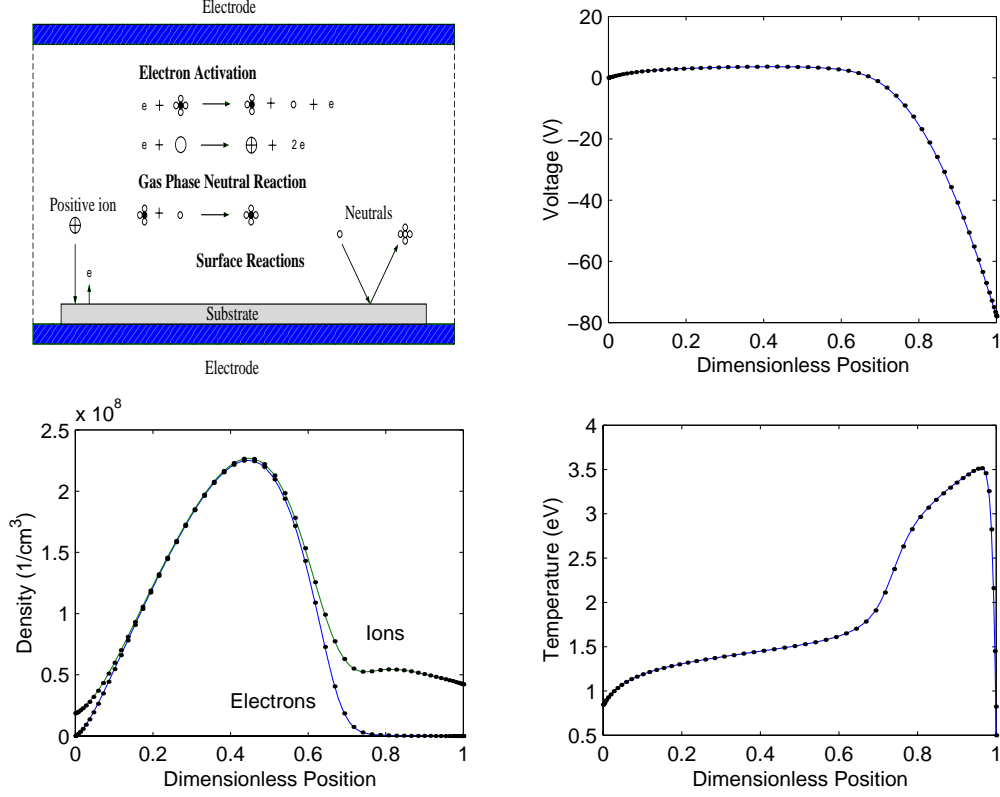 Electrode
Electron Activation
e + → + + e
e + → + 2 e
Gas Phase Neutral Reaction
Positive ion
+ →
Neutrals
Surface Reactions
e
Substrate
Electrode
20
0
−20
−40
−60
−80
0 0.2 0.4 0.6 0.8 1
Voltage (V)
Dimensionless Position
x 10^8
2.5
2
1.5
1
0.5
0
0 0.2 0.4 0.6 0.8 1
Density (1/cm^3)
Ions
Electrons
Dimensionless Position
4
3.5
3
2.5
2
1.5
1
0.5
0 0.2 0.4 0.6 0.8 1
Temperature (eV)
Dimensionless Position